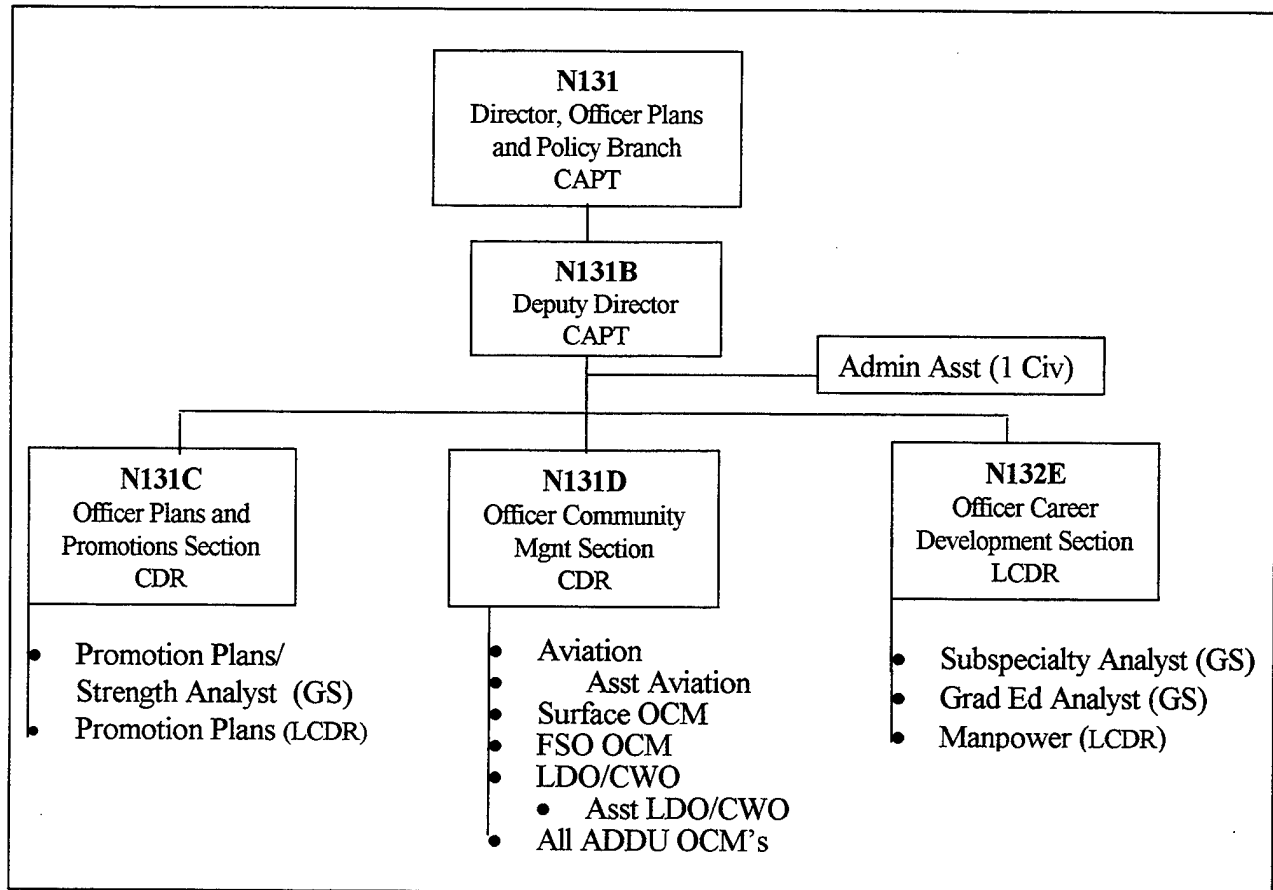 N131
Director, Officer Plans
and Policy Branch
CAPT
N131B
Deputy Director
CAPT
Admin Asst (1 Civ)
N131C
Officer Plans and
Promotions Section
CDR
• Promotion Plans/
Strength Analyst (GS)
• Promotion Plans (LCDR)
N131D
Officer Community
Mgnt Section
CDR
• Aviation
• Asst Aviation
• Surface OCM
• FSO OCM
• LDO/CWO
• Asst LDO/CWO
• All ADDU OCM's
N132E
Officer Career
Development Section
LCDR
• Subspecialty Analyst (GS)
• Grad Ed Analyst (GS)
• Manpower (LCDR)